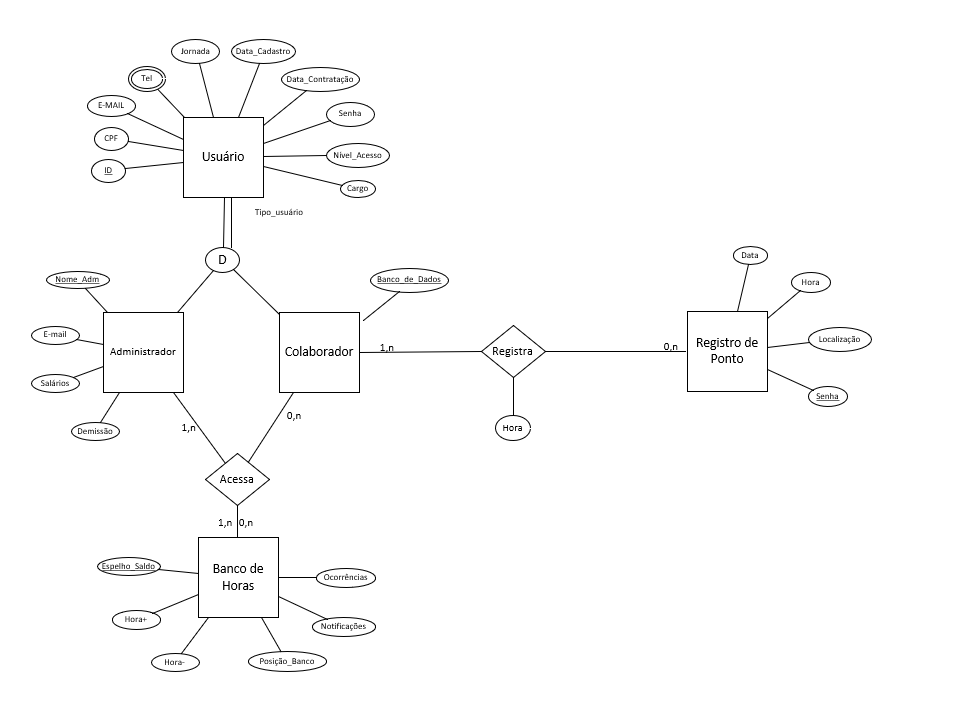 Jornada
Data_Cadastro
Tel
Data_Contratação
E-MAIL
Senha
CPF
Usuário
Nivel_Acesso
ID
Cargo
Tipo_usuário
D
Data
Nome_Adm
Banco_de_Dados
Hora
E-mail
Administrador
Colaborador
1,n
Registra
0,n
Registro de
Ponto
Localização
Salários
Senha
Demissão
1,n
0,n
Hora
Acessa
1,n
0,n
Espelho_Saldo
Banco de
Horas
Ocorrências
Hora+
Notificações
Hora-
Posição_Banco